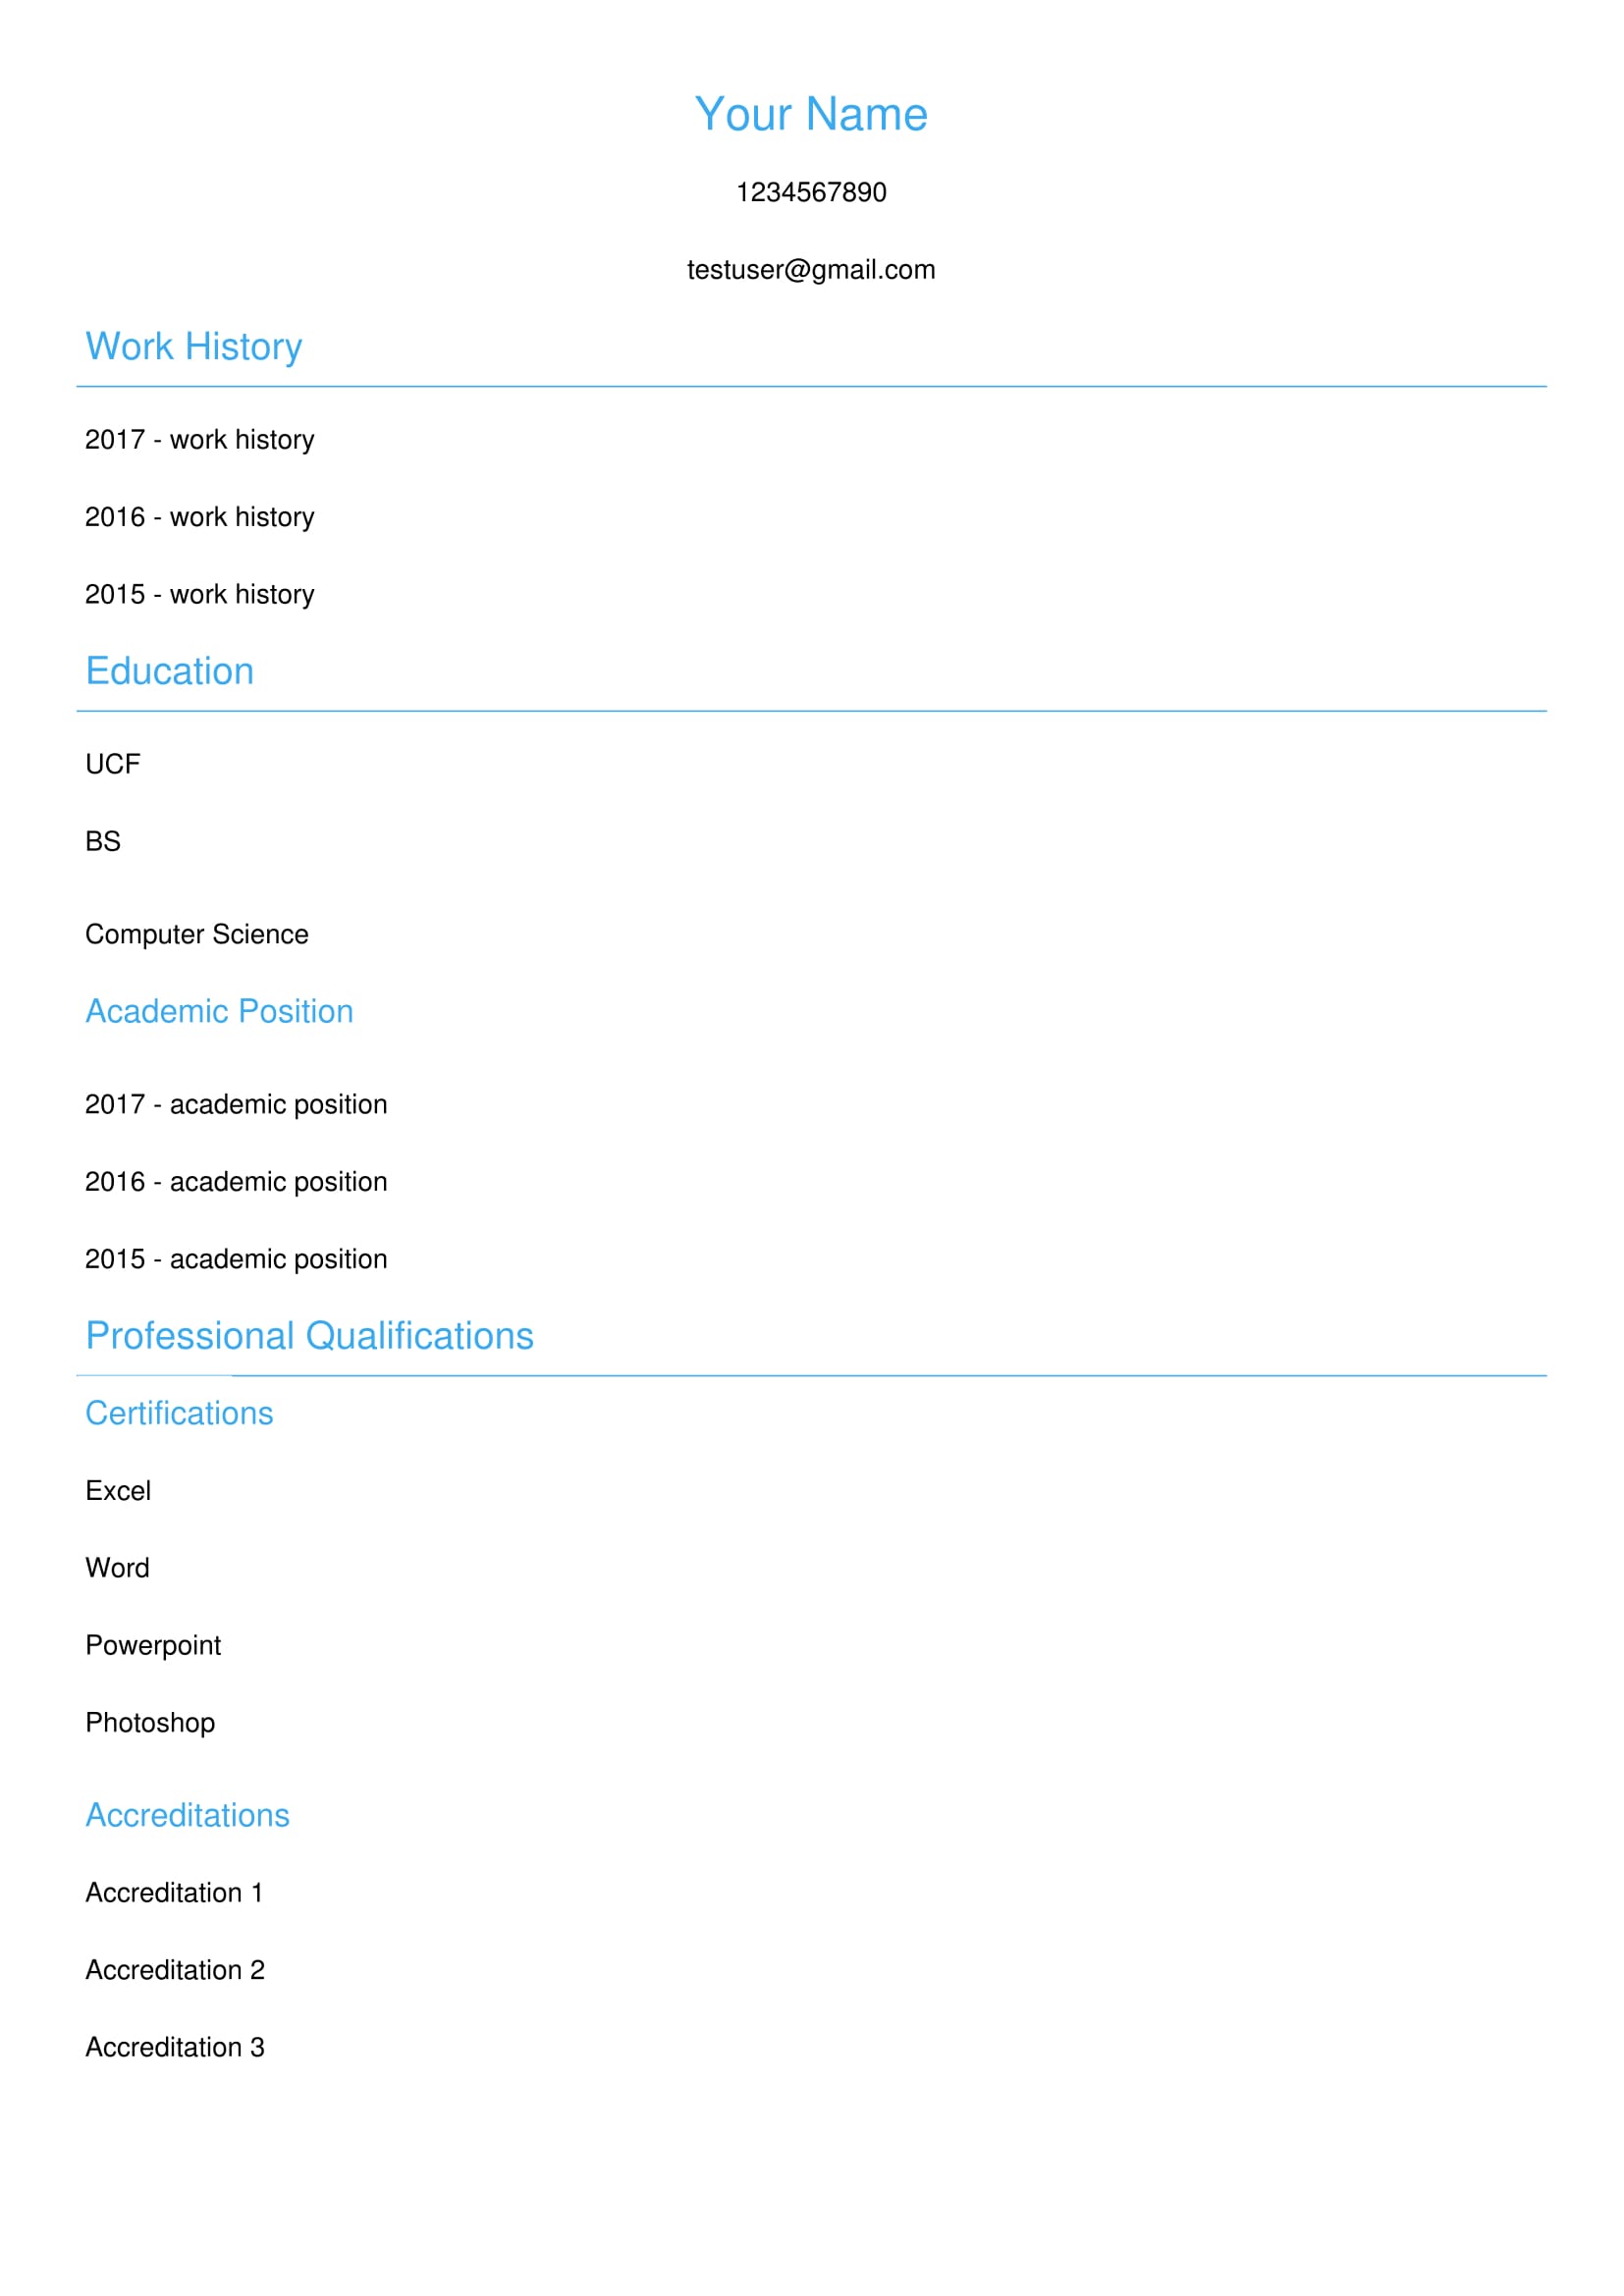 Your Name
1234567890
testuser@gmail.com
Work History
2017 - work history
2016 - work history
2015 - work history
Education
UCF
BS
Computer Science
Academic Position
2017 - academic position
2016 - academic position
2015 - academic position
Professional Qualifications
Certifications
Excel
Word
Powerpoint
Photoshop
Accreditations
Accreditation 1
Accreditation 2
Accreditation 3